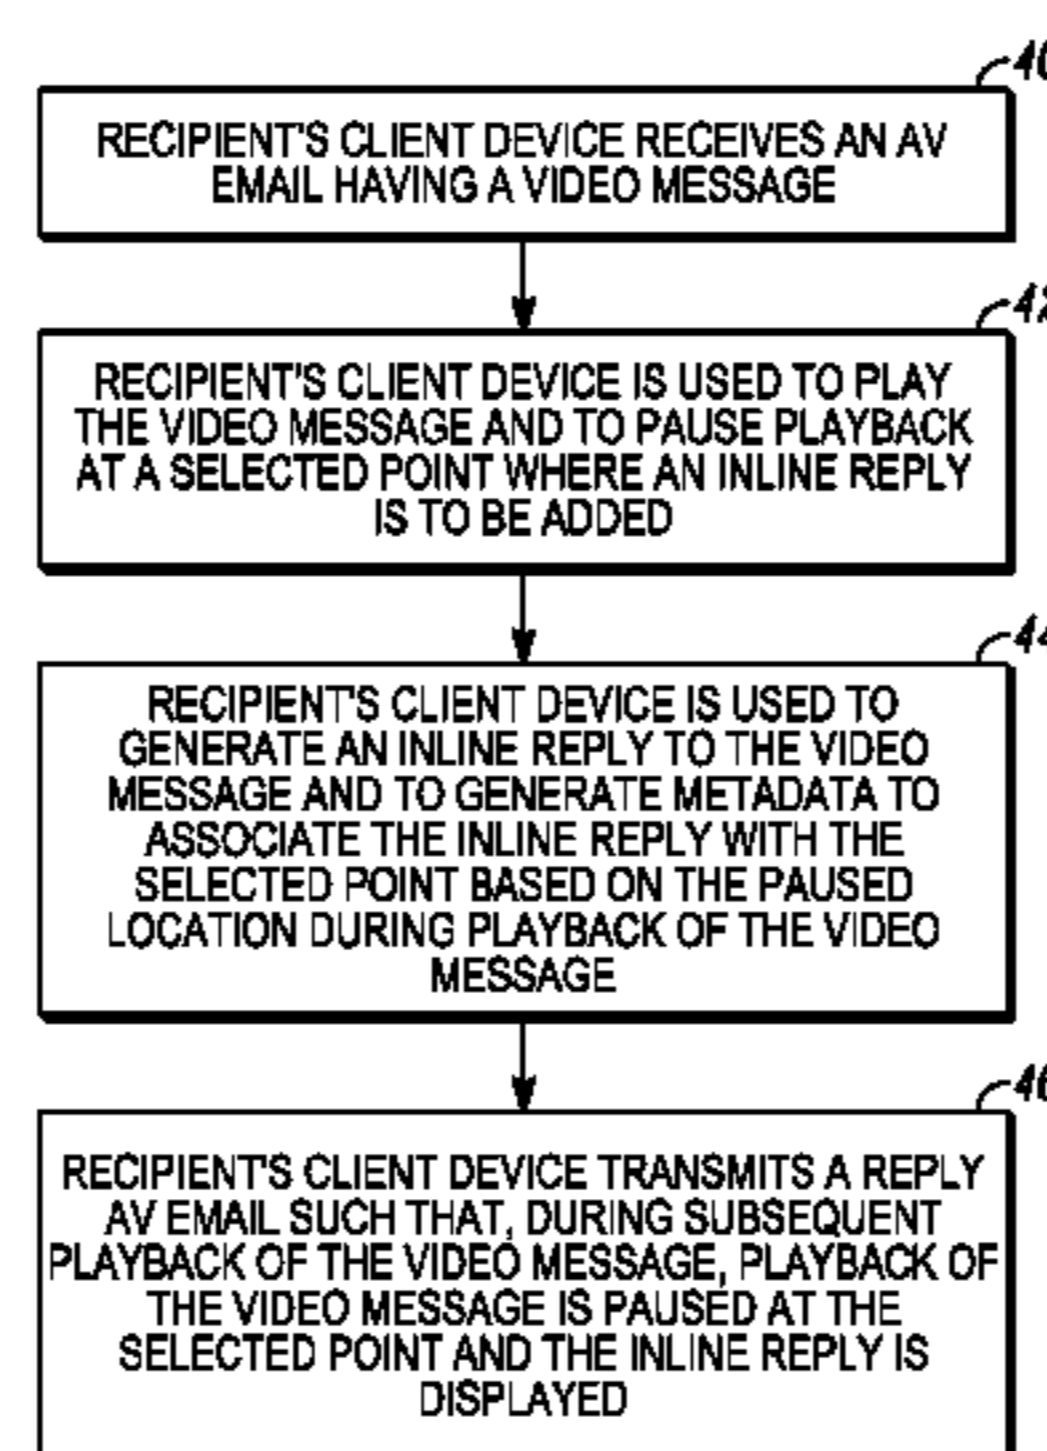 40
RECIPIENT'S CLIENT DEVICE RECEIVES AN AV
EMAIL HAVING A VIDEO MESSAGE
42
RECIPIENT'S CLIENT DEVICE IS USED TO PLAY
THE VIDEO MESSAGE AND TO PAUSE PLAYBACK
AT A SELECTED POINT WHERE AN INLINE REPLY
IS TO BE ADDED
44
RECIPIENT'S CLIENT DEVICE IS USED TO
GENERATE AN INLINE REPLY TO THE VIDEO
MESSAGE AND TO GENERATE METADATA TO
ASSOCIATE THE INLINE REPLY WITH THE
SELECTED POINT BASED ON THE PAUSED
LOCATION DURING PLAYBACK OF THE VIDEO
MESSAGE
46
RECIPIENT'S CLIENT DEVICE TRANSMITS A REPLY
AV EMAIL SUCH THAT, DURING SUBSEQUENT
PLAYBACK OF THE VIDEO MESSAGE, PLAYBACK OF
THE VIDEO MESSAGE IS PAUSED AT THE
SELECTED POINT AND THE INLINE REPLY IS
DISPLAYED